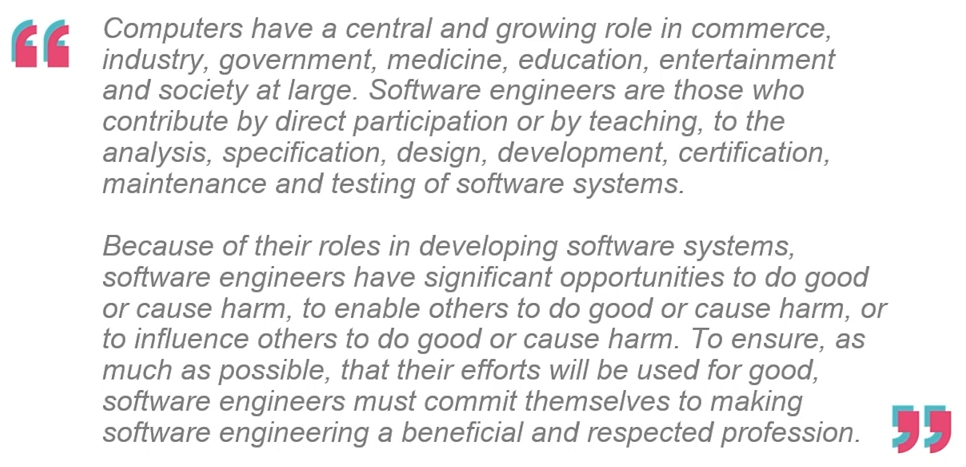 Computers have a central and growing role in commerce,
industry, government, medicine, education, entertainment
and society at large. Software engineers are those who
contribute by direct participation or by teaching, to the
analysis, specification, design, development, certification,
maintenance and testing of software systems.
Because of their roles in developing software systems,
software engineers have significant opportunities to do good
or cause harm, to enable others to do good or cause harm, or
to influence others to do good or cause harm. To ensure, as
much as possible, that their efforts will be used for good,
software engineers must commit themselves to making
software engineering a beneficial and respected profession.